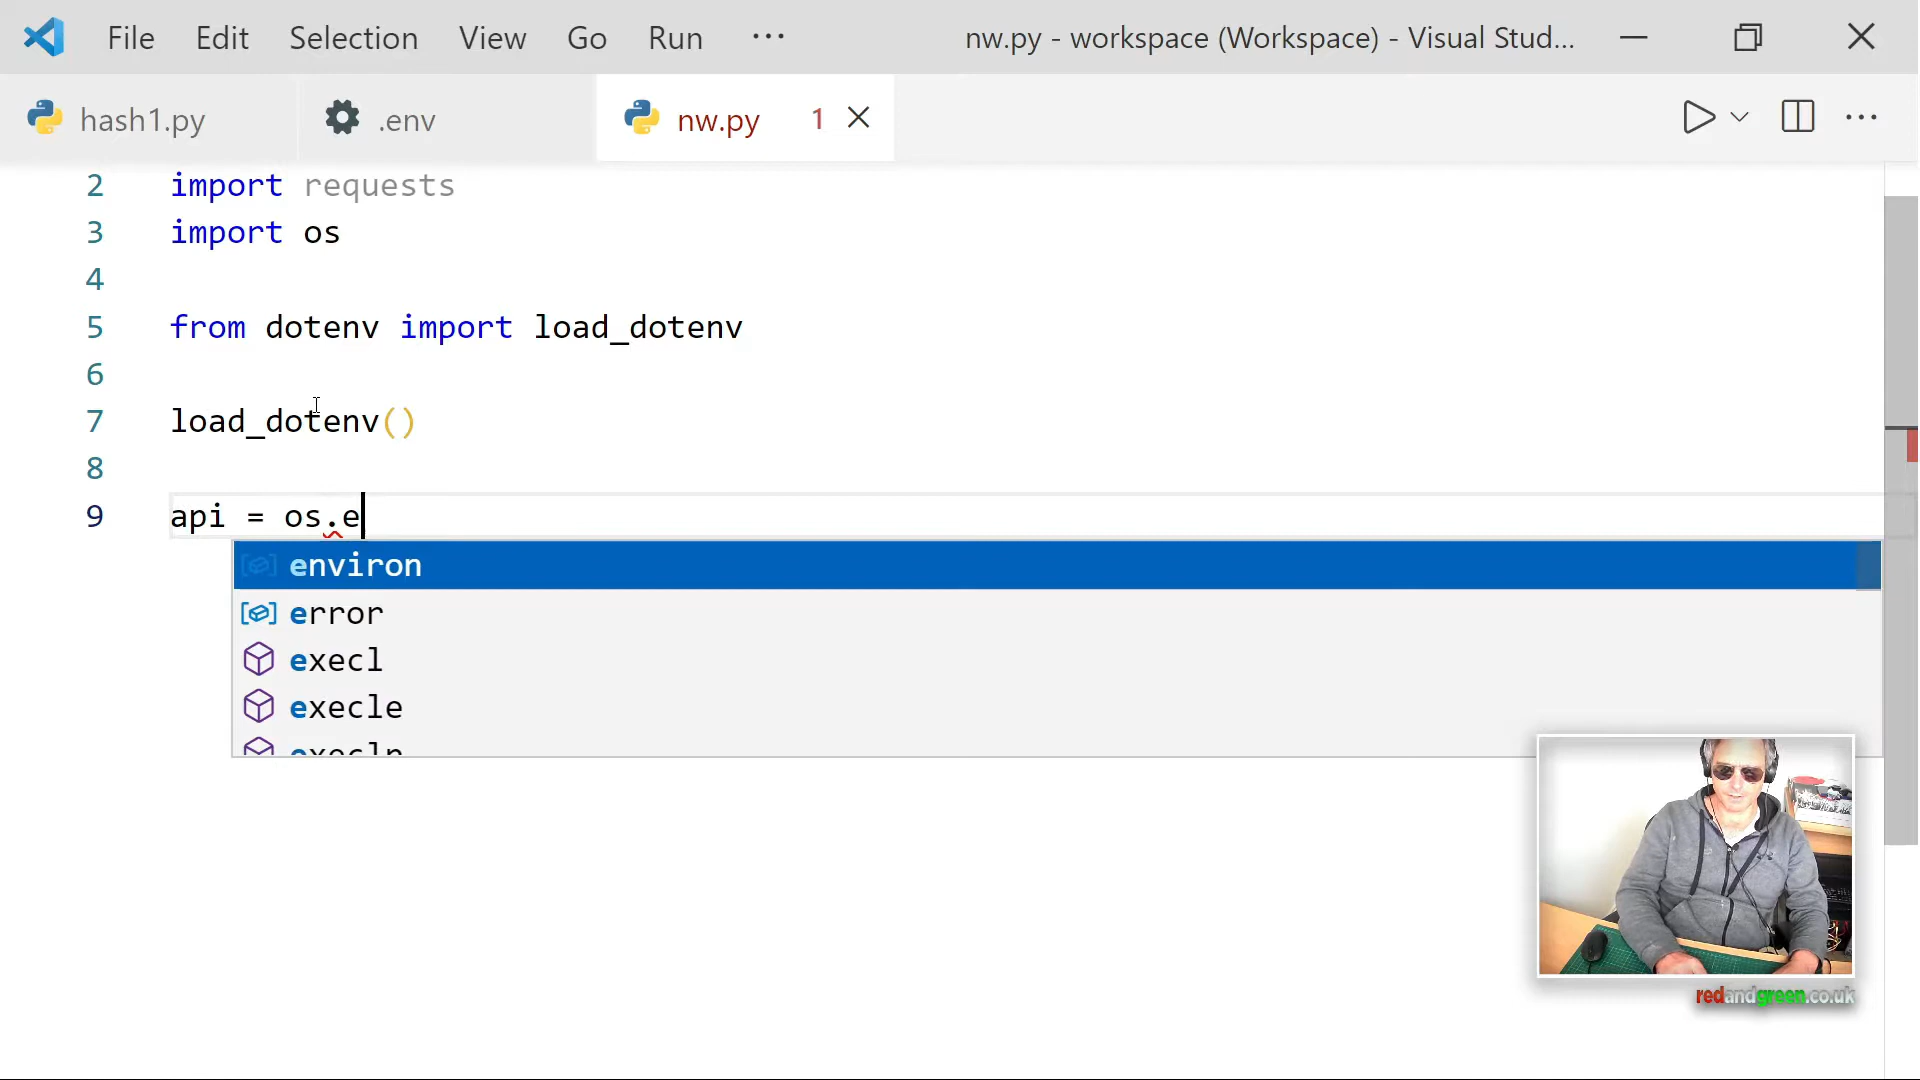 File Edit Selection View Go Run ··· nw.py - workspace (Workspace) - Visual Stud...
hash1.py .env nw.py 1
2 import requests
3 import os
4
5 from dotenv import load_dotenv
6
7 load_dotenv()
8
9 api = os.e
environ
error
execl
execle
redandgreen.co.uk